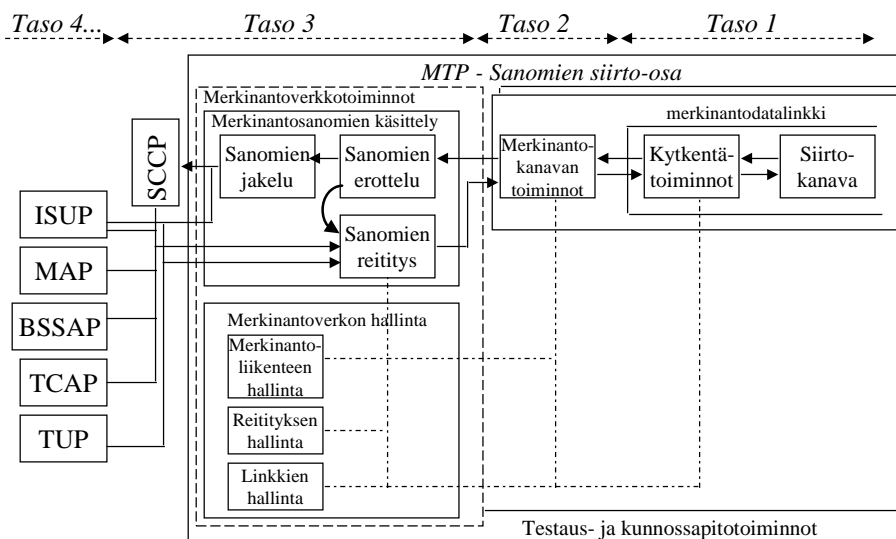 Taso 4...
Taso 3
Taso 2
Taso 1
MTP - Sanomien siirto-osa
Merkinantoverkkotoiminnot
Merkinantosanomien käsittely
merkinantodatalinkki
SCCP
Sanomien
jakelu
Sanomien
erottelu
Merkinanto-
kanavan
toiminnot
Kytkentä-
toiminnot
Siirto-
kanava
ISUP
Sanomien
reititys
MAP
BSSAP
TCAP
TUP
Merkinantoverkon hallinta
Merkinanto-
liikenteen
hallinta
Reitityksen
hallinta
Linkkien
hallinta
Testaus- ja kunnossapitotoiminnot